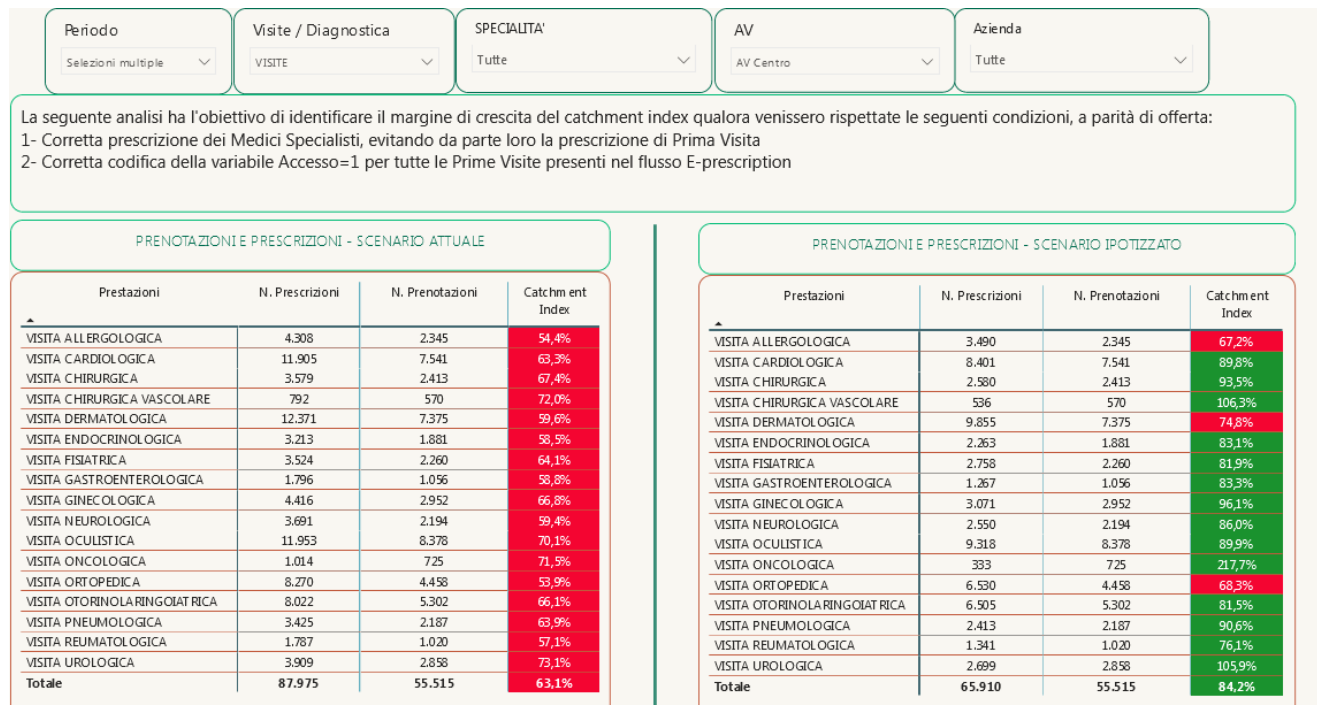 Periodo
Selezioni multiple
Visite / Diagnostica
VISITE
SPECIALITA'
Tutte
AV
AV Centro
Azienda
Tutte
La seguente analisi ha l'obiettivo di identificare il margine di crescita del catchment index qualora venissero rispettate le seguenti condizioni, a parità di offerta:
1- Corretta prescrizione dei Medici Specialisti, evitando da parte loro la prescrizione di Prima Visita
2- Corretta codifica della variabile Accesso=1 per tutte le Prime Visite presenti nel flusso E-prescription
PRENOTAZIONI E PRESCRIZIONI - SCENARIO ATTUALE
Prestazioni N. Prescrizioni N. Prenotazioni Catchment Index
VISITA ALLERGOLOGICA 4.308 2.345 54,4%
VISITA CARDIOLOGICA 11.905 7.541 63,3%
VISITA CHIRURGICA 3.579 2.413 67,4%
VISITA CHIRURGICA VASCOLARE 792 570 72,0%
VISITA DERMATOLOGICA 12.371 7.375 59,6%
VISITA ENDOCRINOLOGICA 3.213 1.881 58,5%
VISITA FISIATRICA 3.524 2.260 64,1%
VISITA GASTROENTEROLOGICA 1.796 1.056 58,8%
VISITA GINECOLOGICA 4.416 2.952 66,8%
VISITA NEUROLOGICA 3.691 2.194 59,4%
VISITA OCULISTICA 11.953 8.378 70,1%
VISITA ONCOLOGICA 1.014 725 71,5%
VISITA ORTOPEDICA 8.270 4.458 53,9%
VISITA OTORINOLARINGOIATRICA 8.022 5.302 66,1%
VISITA PNEUMOLOGICA 3.425 2.187 63,9%
VISITA REUMATOLOGICA 1.787 1.020 57,1%
VISITA UROLOGICA 3.909 2.858 73,1%
Totale 87.975 55.515 63,1%
PRENOTAZIONI E PRESCRIZIONI - SCENARIO IPOTIZZATO
Prestazioni N. Prescrizioni N. Prenotazioni Catchment Index
VISITA ALLERGOLOGICA 3.490 2.345 67,2%
VISITA CARDIOLOGICA 8.401 7.541 89,8%
VISITA CHIRURGICA 2.580 2.413 93,5%
VISITA CHIRURGICA VASCOLARE 536 570 106,3%
VISITA DERMATOLOGICA 9.855 7.375 74,8%
VISITA ENDOCRINOLOGICA 2.263 1.881 83,1%
VISITA FISIATRICA 2.758 2.260 81,9%
VISITA GASTROENTEROLOGICA 1.267 1.056 83,3%
VISITA GINECOLOGICA 3.071 2.952 96,1%
VISITA NEUROLOGICA 2.550 2.194 86,0%
VISITA OCULISTICA 9.318 8.378 89,9%
VISITA ONCOLOGICA 333 725 217,7%
VISITA ORTOPEDICA 6.530 4.458 68,3%
VISITA OTORINOLARINGOIATRICA 6.505 5.302 81,5%
VISITA PNEUMOLOGICA 2.413 2.187 90,6%
VISITA REUMATOLOGICA 1.341 1.020 76,1%
VISITA UROLOGICA 2.699 2.858 105,9%
Totale 65.910 55.515 84,2%